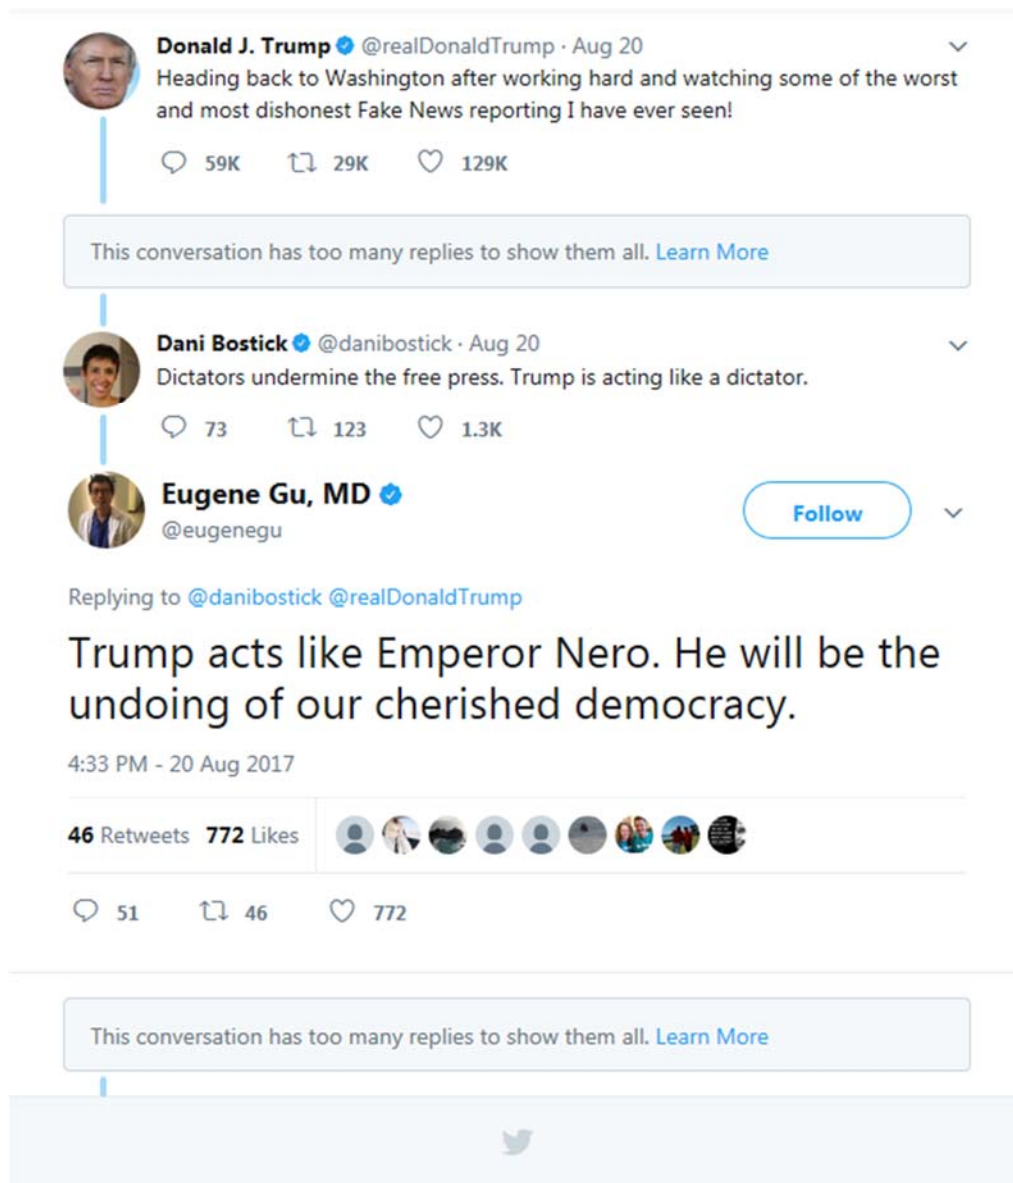 Donald J. Trump @realDonaldTrump · Aug 20
Heading back to Washington after working hard and watching some of the worst
and most dishonest Fake News reporting I have ever seen!
59K 29K 129K
This conversation has too many replies to show them all. Learn More
Dani Bostick @danibostick · Aug 20
Dictators undermine the free press. Trump is acting like a dictator.
73 123 1.3K
Eugene Gu, MD
@eugenegu
Follow
Replying to @danibostick @realDonaldTrump
Trump acts like Emperor Nero. He will be the
undoing of our cherished democracy.
4:33 PM - 20 Aug 2017
46 Retweets 772 Likes
51 46 772
This conversation has too many replies to show them all. Learn More